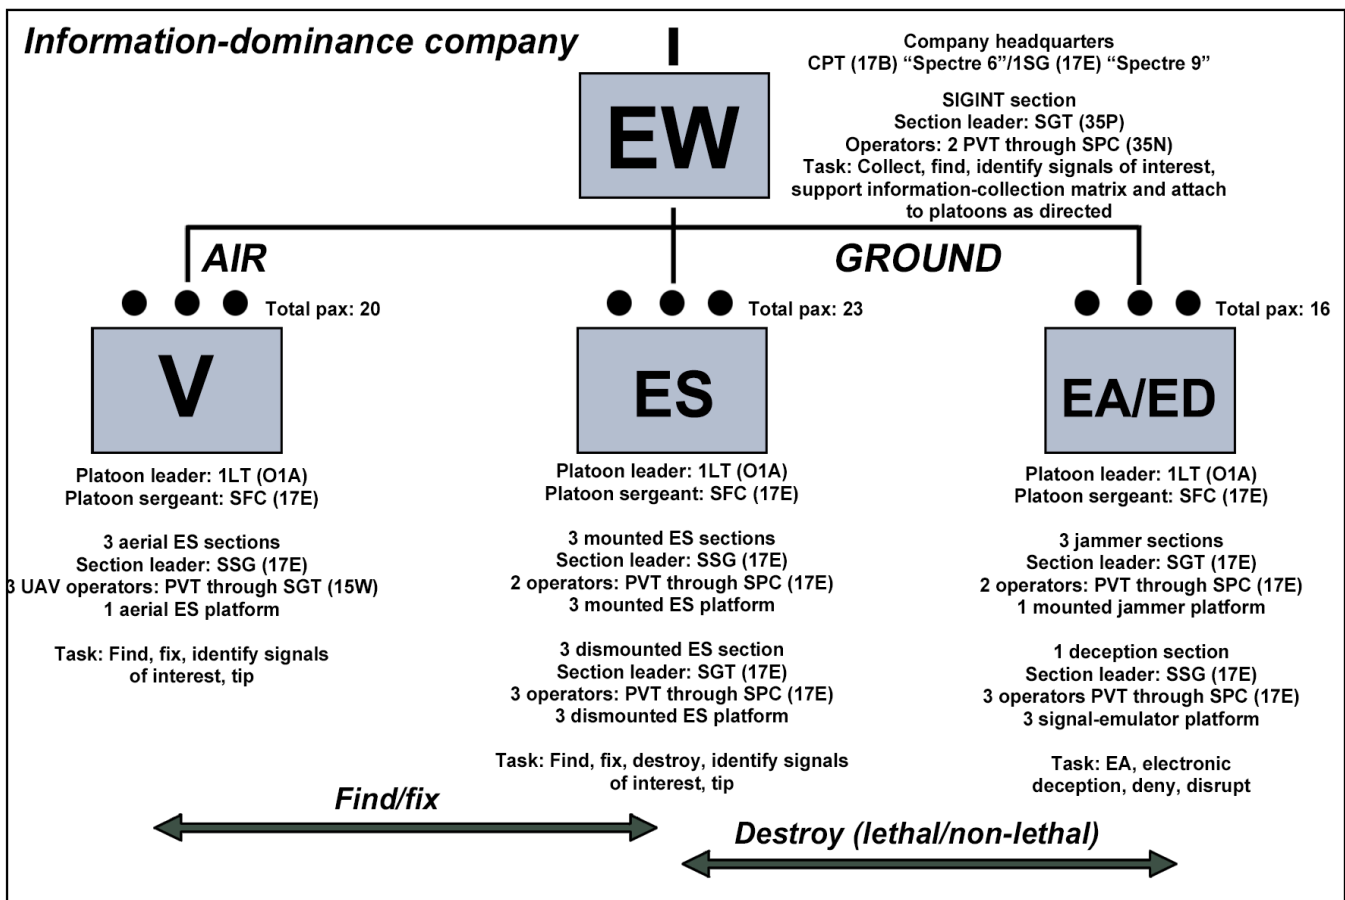 Information-dominance company
Company headquarters
CPT (17B) “Spectre 6”/1SG (17E) “Spectre 9”
SIGINT section
Section leader: SGT (35P)
Operators: 2 PVT through SPC (35N)
Task: Collect, find, identify signals of interest,
support information-collection matrix and attach
to platoons as directed
EW
AIR
GROUND
Total pax: 20
V
Platoon leader: 1LT (O1A)
Platoon sergeant: SFC (17E)
3 aerial ES sections
Section leader: SSG (17E)
3 UAV operators: PVT through SGT (15W)
1 aerial ES platform
Task: Find, fix, identify signals
of interest, tip
Total pax: 23
ES
Platoon leader: 1LT (O1A)
Platoon sergeant: SFC (17E)
3 mounted ES sections
Section leader: SSG (17E)
2 operators: PVT through SPC (17E)
3 mounted ES platform
3 dismounted ES section
Section leader: SGT (17E)
3 operators: PVT through SPC (17E)
3 dismounted ES platform
Task: Find, fix, destroy, identify signals
of interest, tip
Total pax: 16
EA/ED
Platoon leader: 1LT (O1A)
Platoon sergeant: SFC (17E)
3 jammer sections
Section leader: SGT (17E)
2 operators: PVT through SPC (17E)
1 mounted jammer platform
1 deception section
Section leader: SSG (17E)
3 operators PVT through SPC (17E)
3 signal-emulator platform
Task: EA, electronic
deception, deny, disrupt
Find/fix
Destroy (lethal/non-lethal)